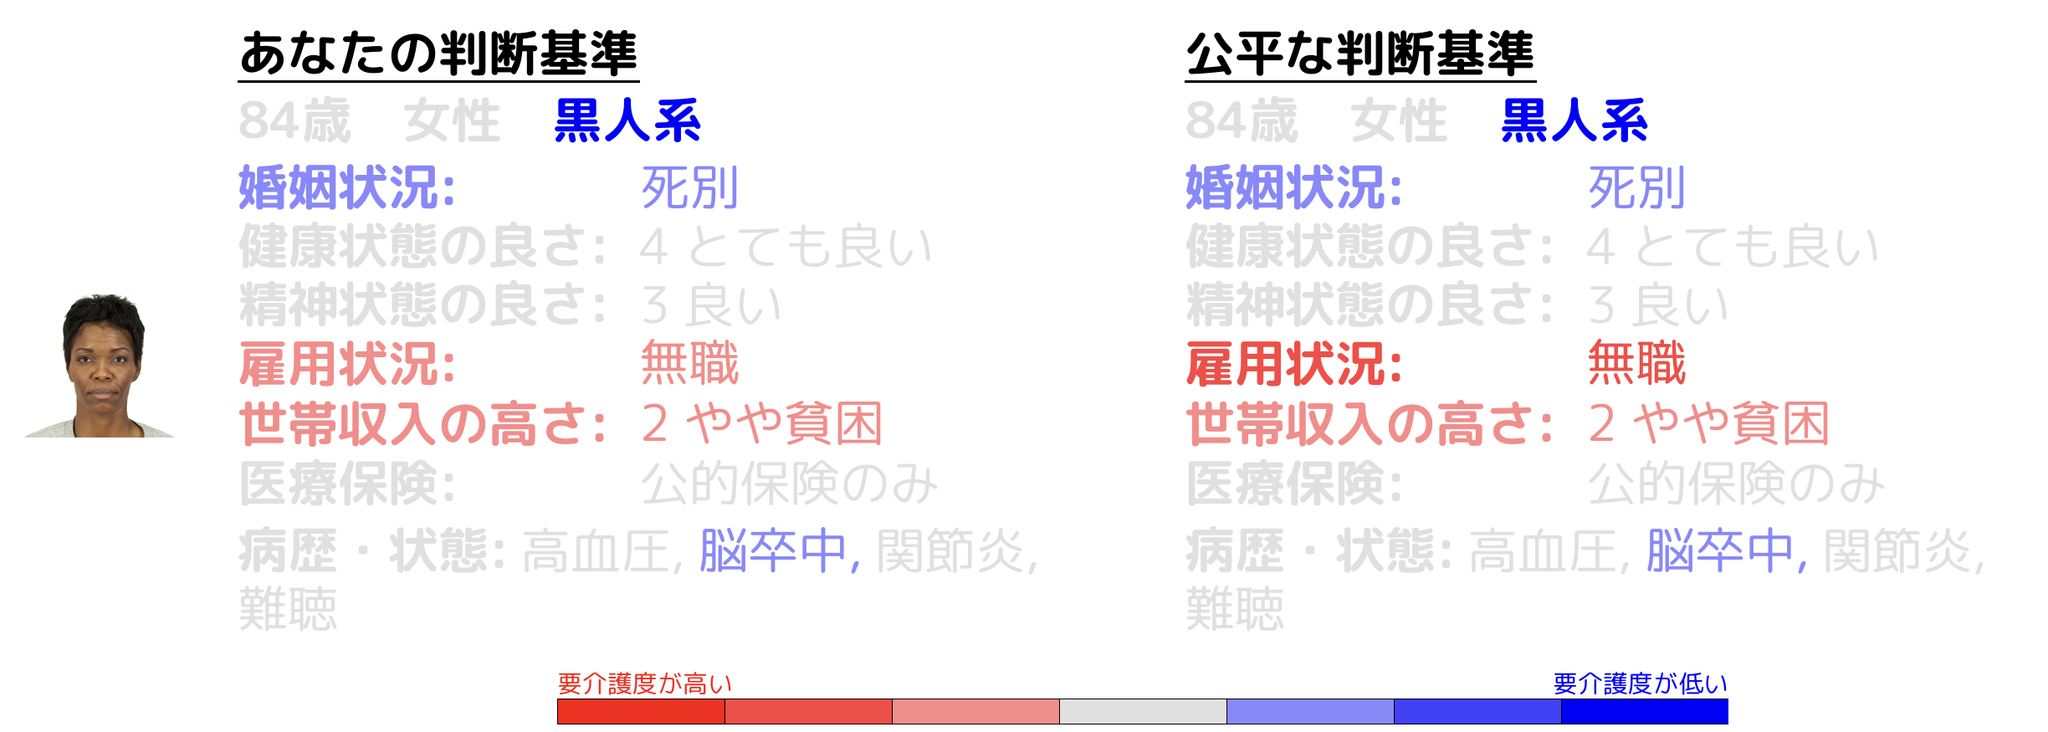 あなたの判断基準
84歳　女性　黒人系
婚姻状況: 死別
健康状態の良さ: 4 とても良い
精神状態の良さ: 3 良い
雇用状況: 無職
世帯収入の高さ: 2 やや貧困
医療保険: 公的保険のみ
病歴・状態: 高血圧, 脳卒中, 関節炎,
難聴
公平な判断基準
84歳　女性　黒人系
婚姻状況: 死別
健康状態の良さ: 4 とても良い
精神状態の良さ: 3 良い
雇用状況: 無職
世帯収入の高さ: 2 やや貧困
医療保険: 公的保険のみ
病歴・状態: 高血圧, 脳卒中, 関節炎,
難聴
要介護度が高い
要介護度が低い